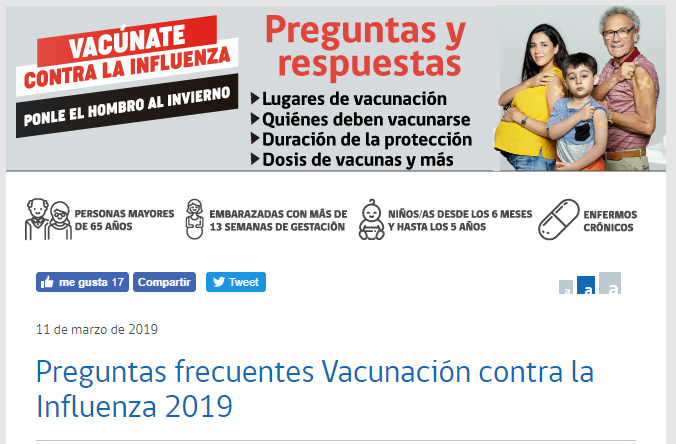 VACÚNATE
CONTRA LA INFLUENZA
PONLE EL HOMBRO AL INVIERNO
Preguntas y
respuestas
Lugares de vacunación
Quiénes deben vacunarse
Duración de la protección
Dosis de vacunas y más
PERSONAS MAYORES
DE 65 AÑOS
EMBARAZADAS CON MÁS DE
13 SEMANAS DE GESTACIÓN
NIÑOS/AS DESDE LOS 6 MESES
Y HASTA LOS 5 AÑOS
ENFERMOS
CRÓNICOS
me gusta 17 Compartir Tweet
a a a
11 de marzo de 2019
Preguntas frecuentes Vacunación contra la
Influenza 2019